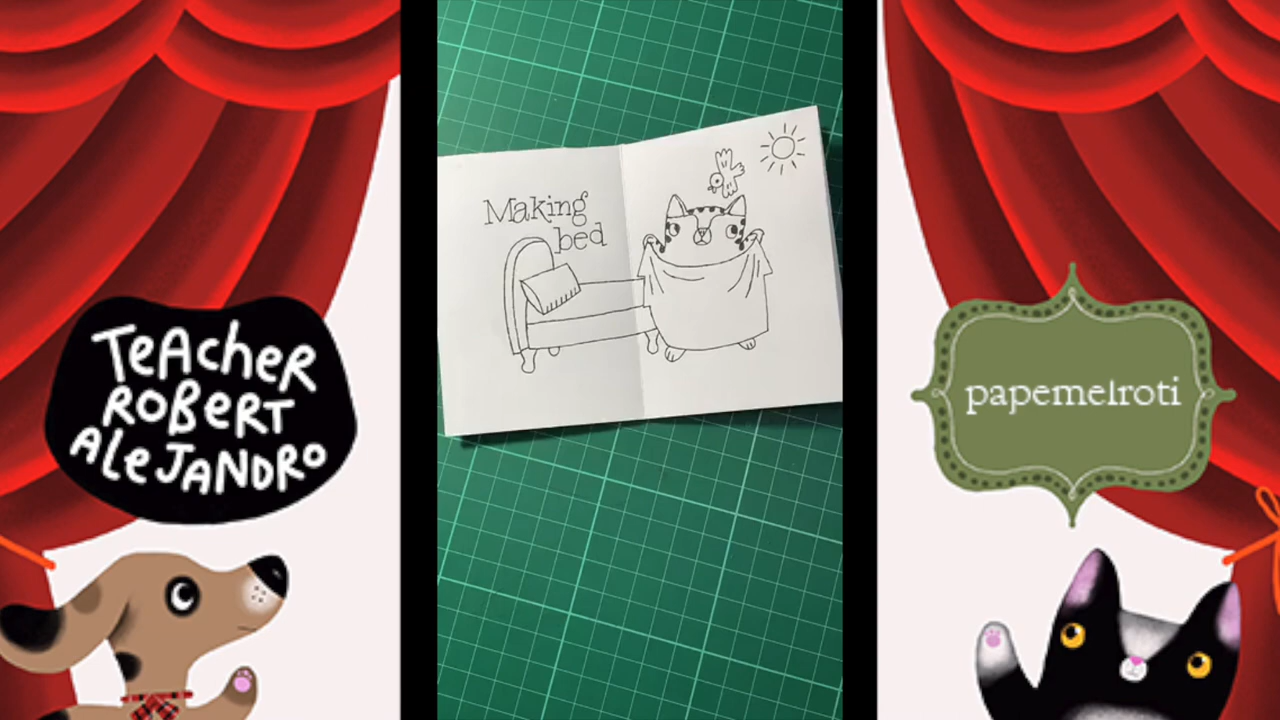 TeAcheR
RoBeRT
ALeJANDRO
Making
bed
papemelroti